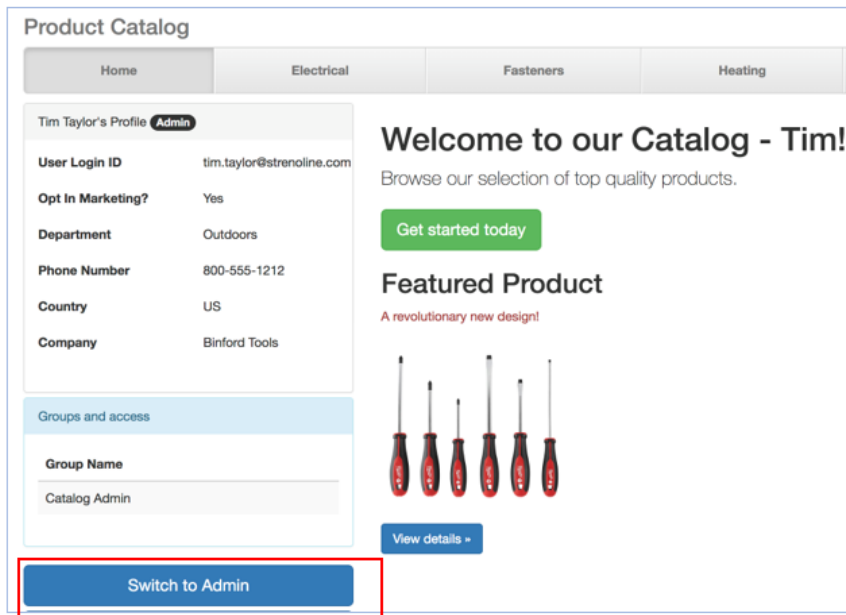 Product Catalog
Home Electrical Fasteners Heating
Tim Taylor's Profile Admin
User Login ID tim.taylor@strenoline.com
Opt In Marketing? Yes
Department Outdoors
Phone Number 800-555-1212
Country US
Company Binford Tools
Groups and access
Group Name
Catalog Admin
Switch to Admin
Welcome to our Catalog - Tim!
Browse our selection of top quality products.
Get started today
Featured Product
A revolutionary new design!
View details »